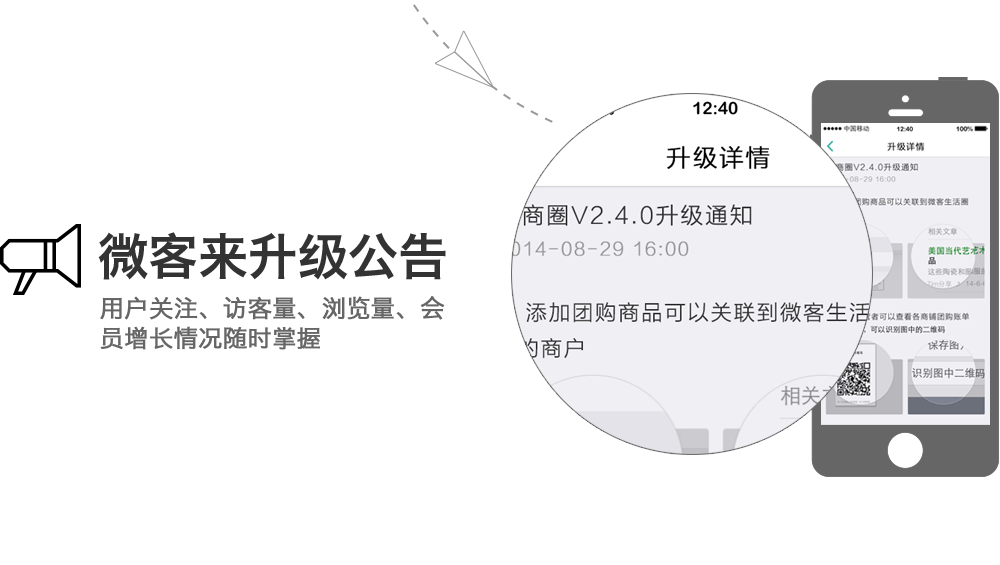 微客来升级公告
用户关注、访客量、浏览量、会
员增长情况随时掌握
12:40
升级详情
商圈V2.4.0升级通知
014-08-29 16:00
添加团购商品可以关联到微客生活
的商户
相关文
中国移动 12:40 100%
升级详情
商圈V2.4.0升级通知
-08-29 16:00
团购商品可以关联到微客生活圈
相关文章
美国当代艺术木
品
这些陶瓷和
者可以查看各商铺团购账单
可以识别图中的二维码
保存图片
识别图中二维码